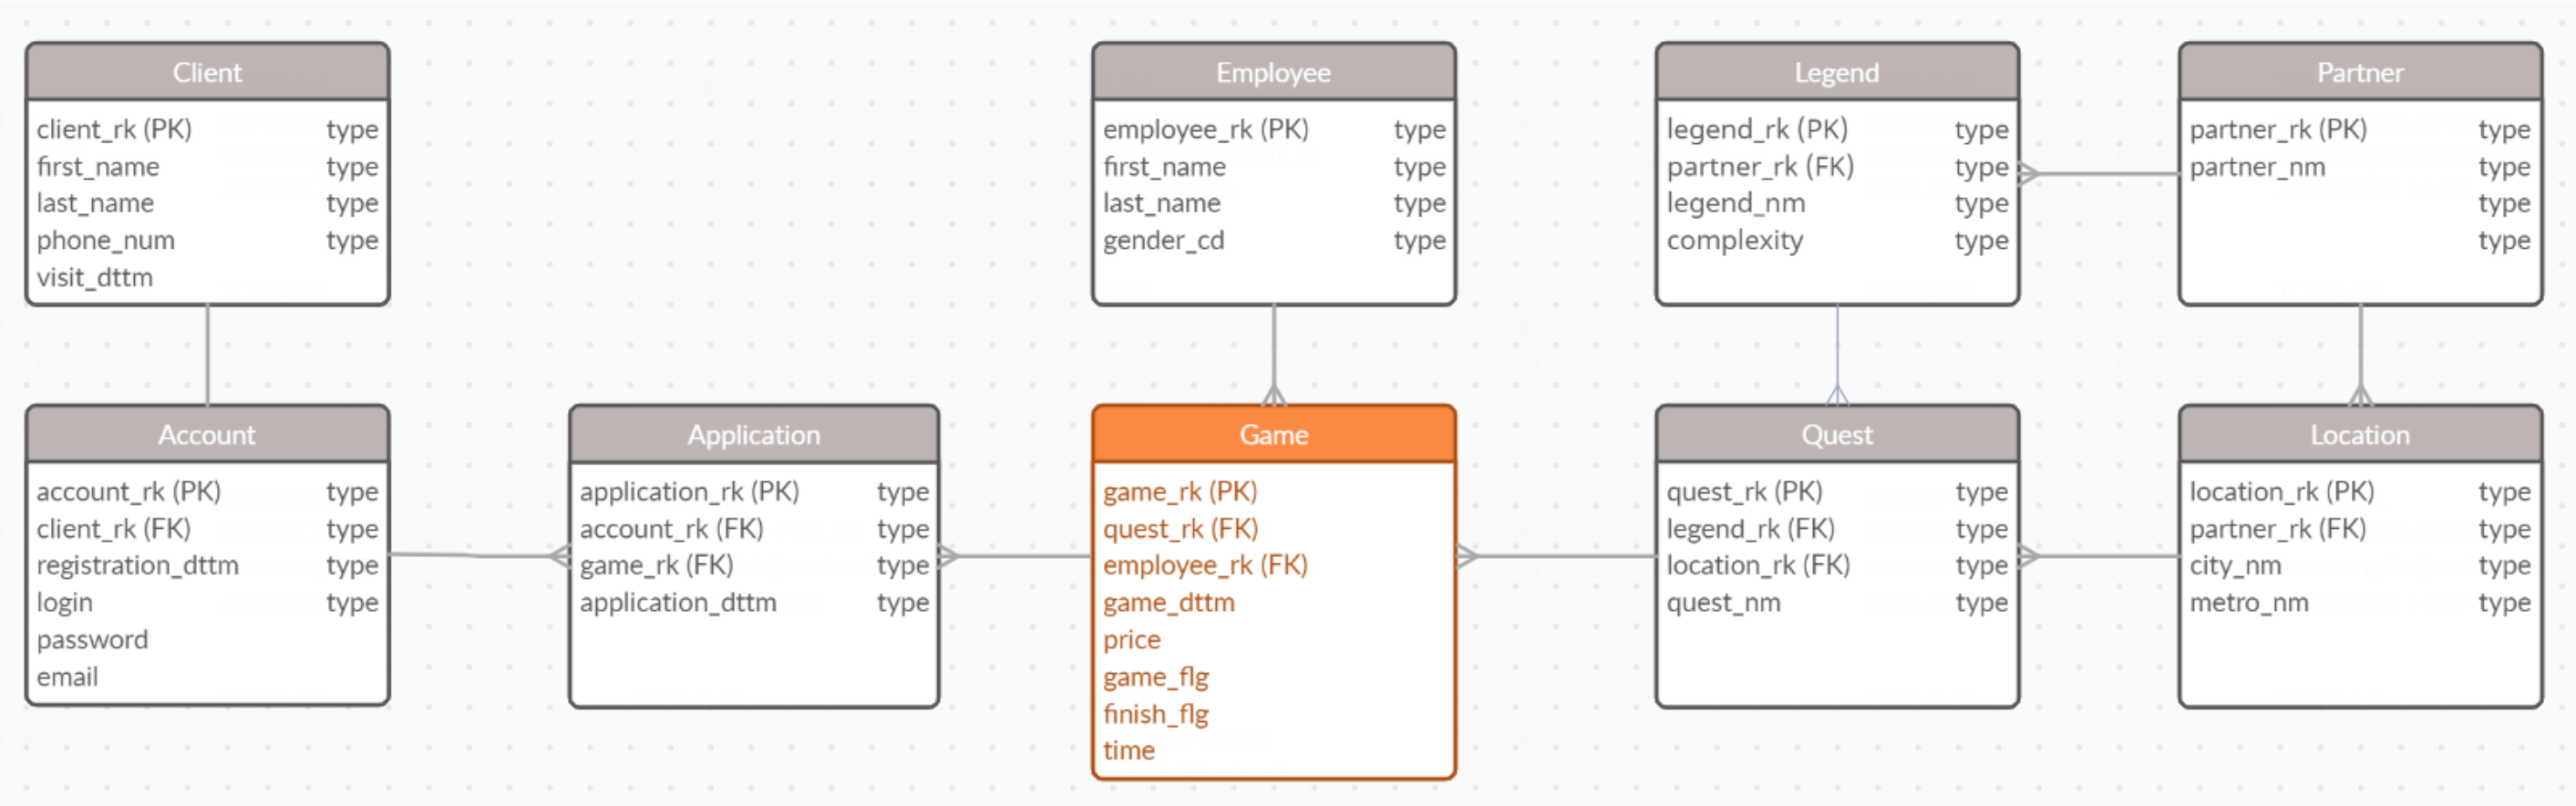 Client
client_rk (PK) type
first_name type
last_name type
phone_num type
visit_dttm
Employee
employee_rk (PK) type
first_name type
last_name type
gender_cd type
Legend
legend_rk (PK) type
partner_rk (FK) type
legend_nm type
complexity type
Partner
partner_rk (PK) type
partner_nm type
type
type
Account
account_rk (PK) type
client_rk (FK) type
registration_dttm type
login type
password
email
Application
application_rk (PK) type
account_rk (FK) type
game_rk (FK) type
application_dttm type
Game
game_rk (PK)
quest_rk (FK)
employee_rk (FK)
game_dttm
price
game_flg
finish_flg
time
Quest
quest_rk (PK) type
legend_rk (FK) type
location_rk (FK) type
quest_nm type
Location
location_rk (PK) type
partner_rk (FK) type
city_nm type
metro_nm type